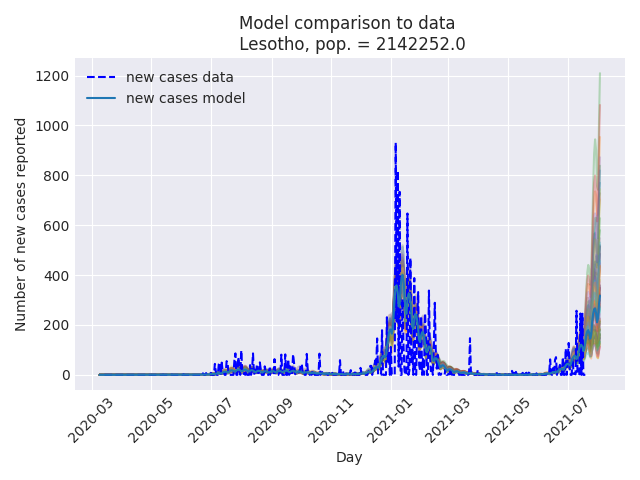 Model comparison to data
Lesotho, pop. = 2142252.0
new cases data
new cases model
Number of new cases reported
1200
1000
800
600
400
200
0
2020-03
2020-05
2020-07
2020-09
2020-11
2021-01
2021-03
2021-05
2021-07
Day